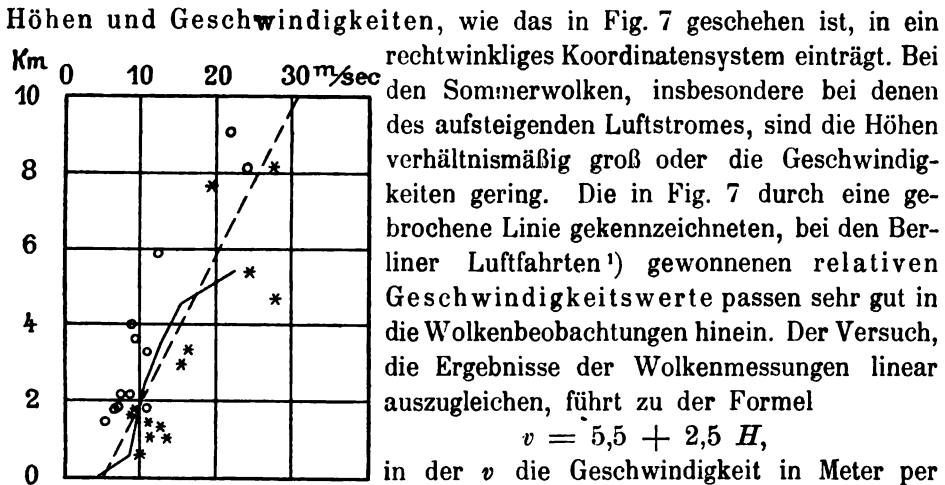 Höhen und Geschwindigkeiten, wie das in Fig. 7 geschehen ist, in ein
rechtwinkliges Koordinatensystem einträgt. Bei
den Sommerwolken, insbesondere bei denen
des aufsteigenden Luftstromes, sind die Höhen
verhältnismäßig groß oder die Geschwindig-
keiten gering. Die in Fig. 7 durch eine ge-
brochene Linie gekennzeichneten, bei den Ber-
liner Luftfahrten ¹) gewonnenen relativen
Geschwindigkeitswerte passen sehr gut in
die Wolkenbeobachtungen hinein. Der Versuch,
die Ergebnisse der Wolkenmessungen linear
auszugleichen, führt zu der Formel
v = 5,5 + 2,5 H,
in der v die Geschwindigkeit in Meter per
Km 0 10 20 30 m/sec
10
8
6
4
2
0